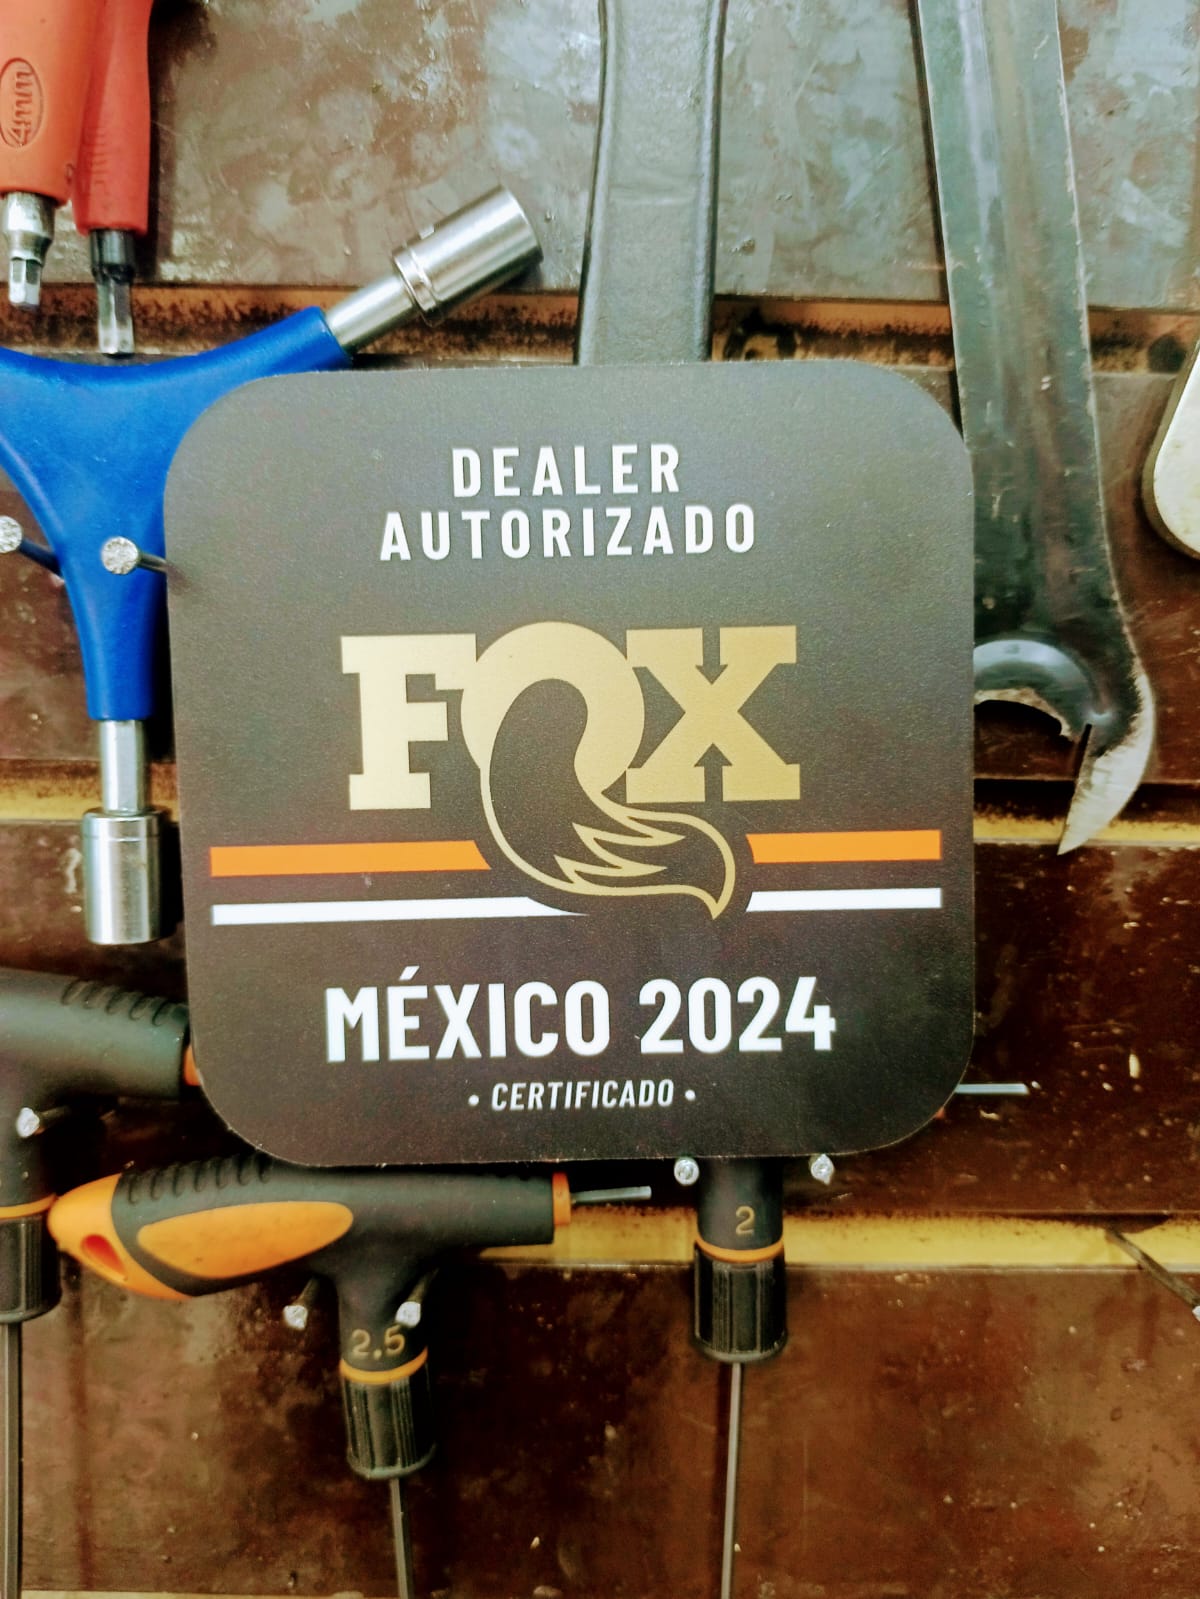 4mm
DEALER
AUTORIZADO
FOX
MÉXICO 2024
• CERTIFICADO •
2
2.5